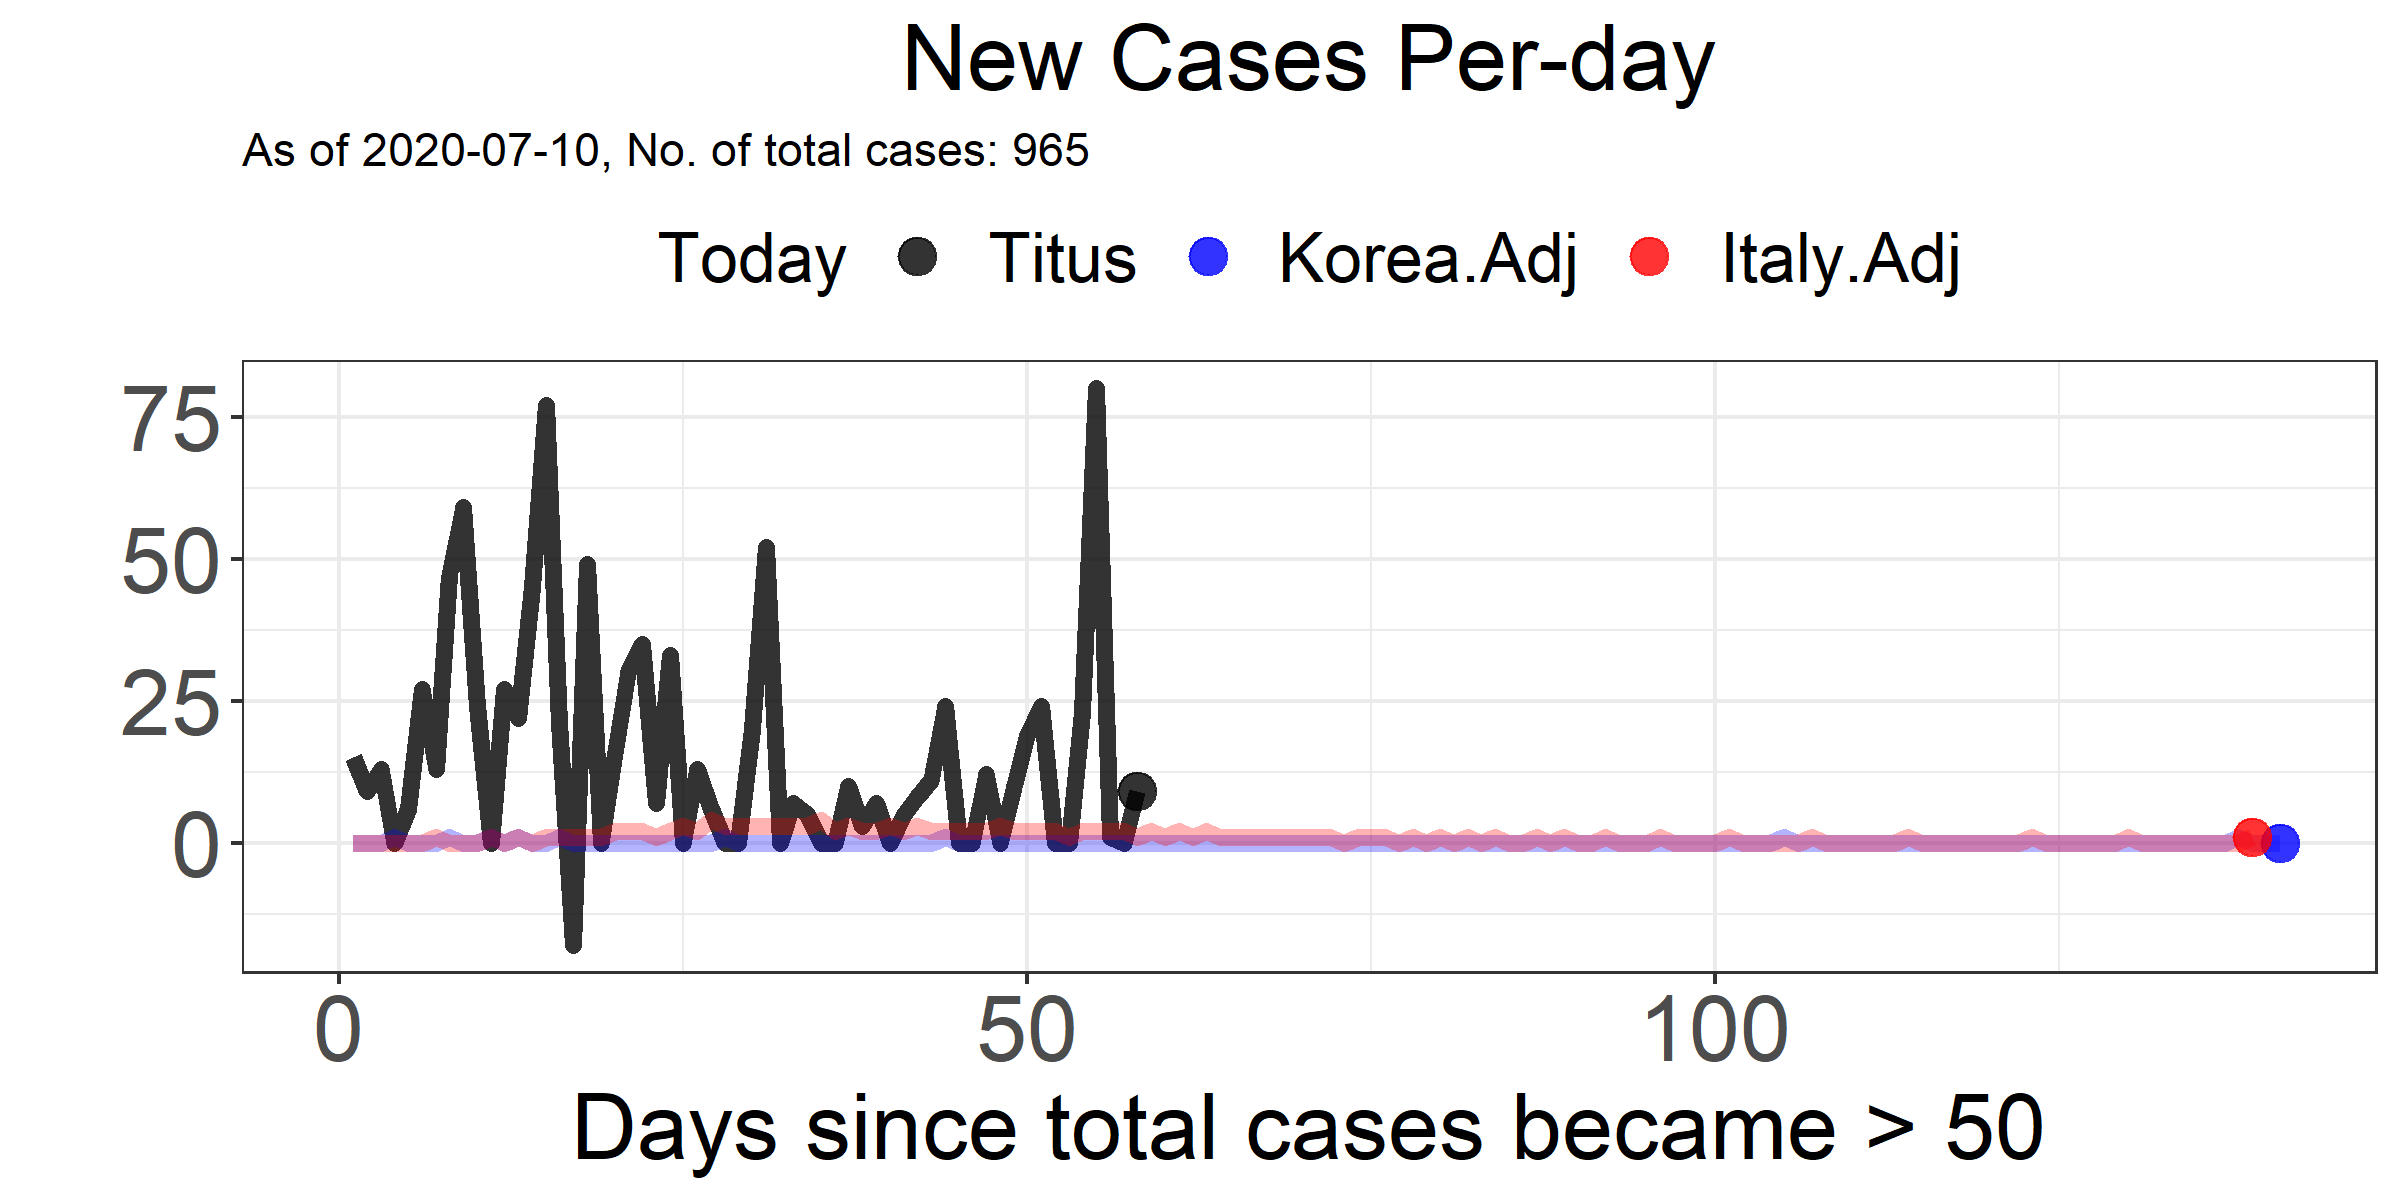 New Cases Per-day
As of 2020-07-10, No. of total cases: 965
Today Titus Korea.Adj Italy.Adj
75
50
25
0
0 50 100
Days since total cases became > 50